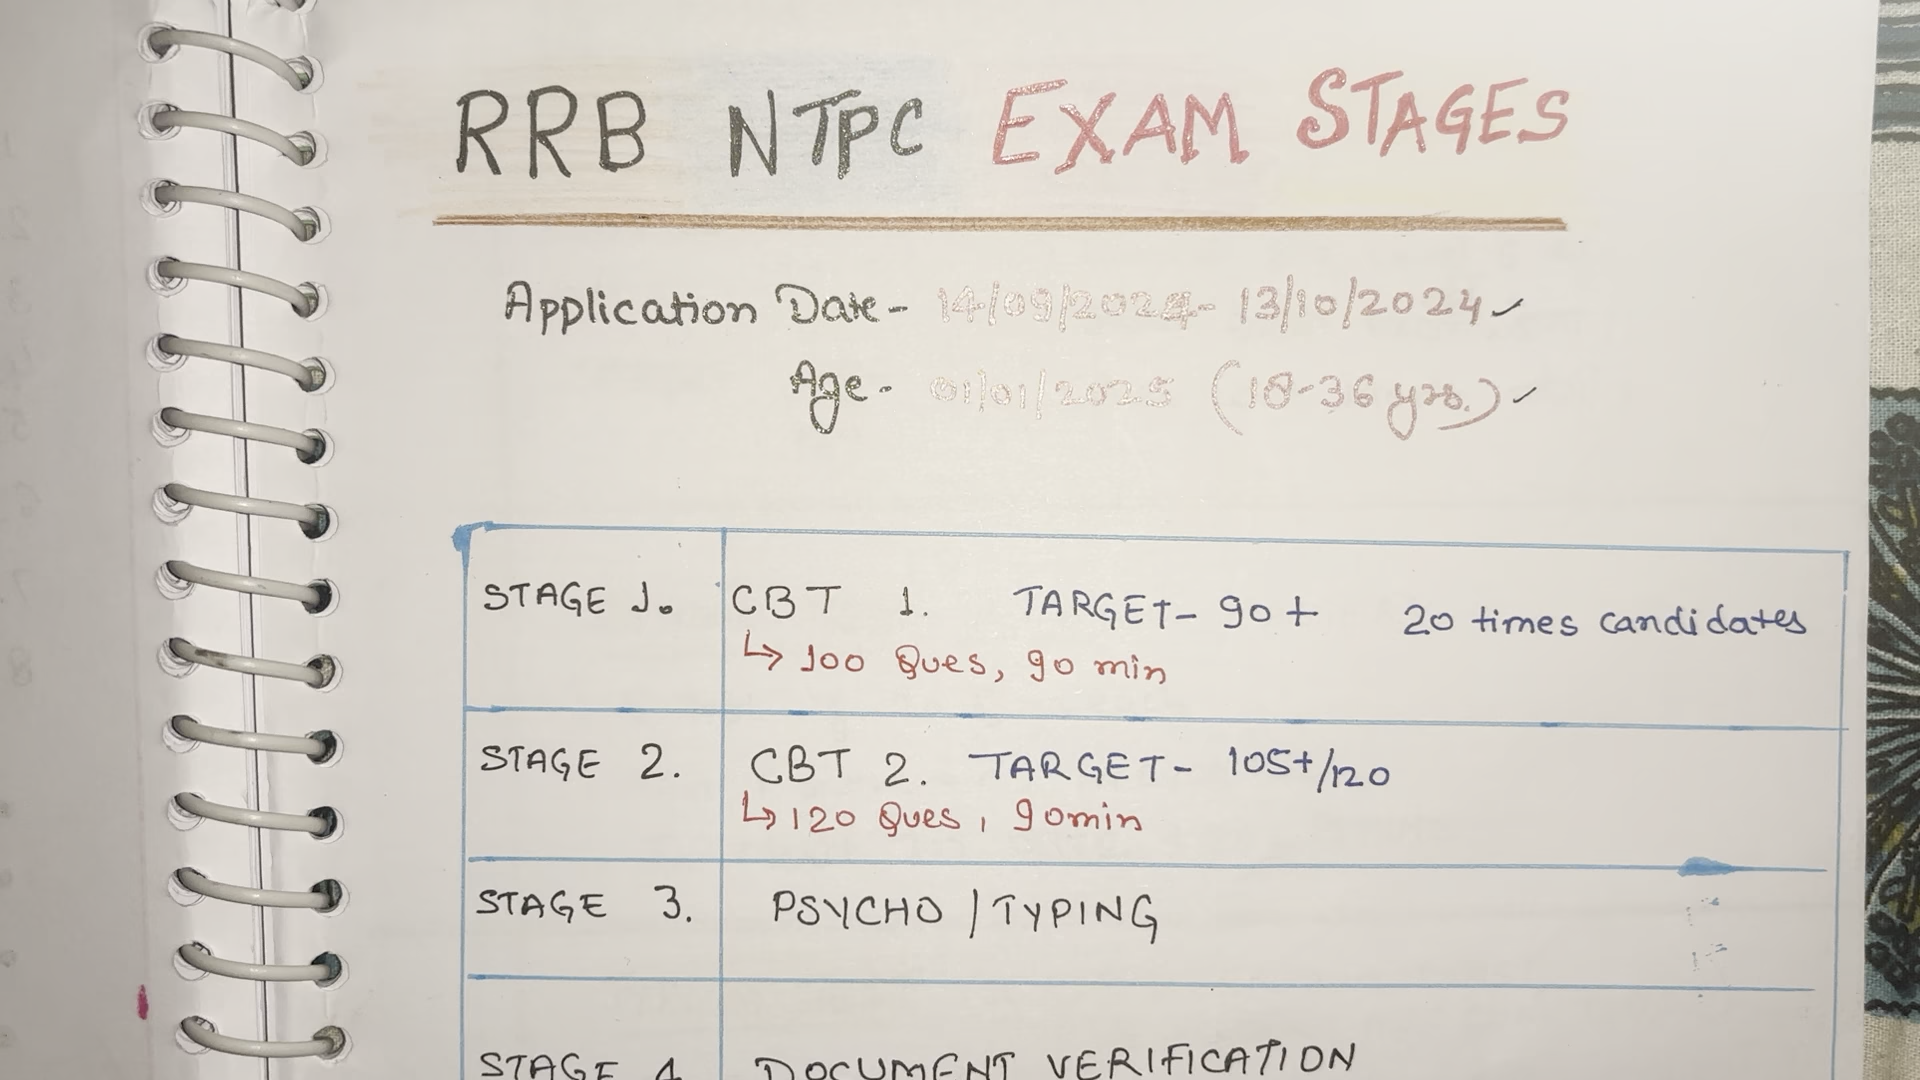 RRB NTPC EXAM STAGES
Application Date - 14/09/2024 - 13/10/2024 ✓
Age - 01/01/2025 (18-36 yrs.) ✓
STAGE 1. CBT 1. TARGET - 90+ 20 times candidates
↳ 100 Ques, 90 min
STAGE 2. CBT 2. TARGET - 105+/120
↳ 120 Ques, 90min
STAGE 3. PSYCHO / TYPING
STAGE 4 DOCUMENT VERIFICATION